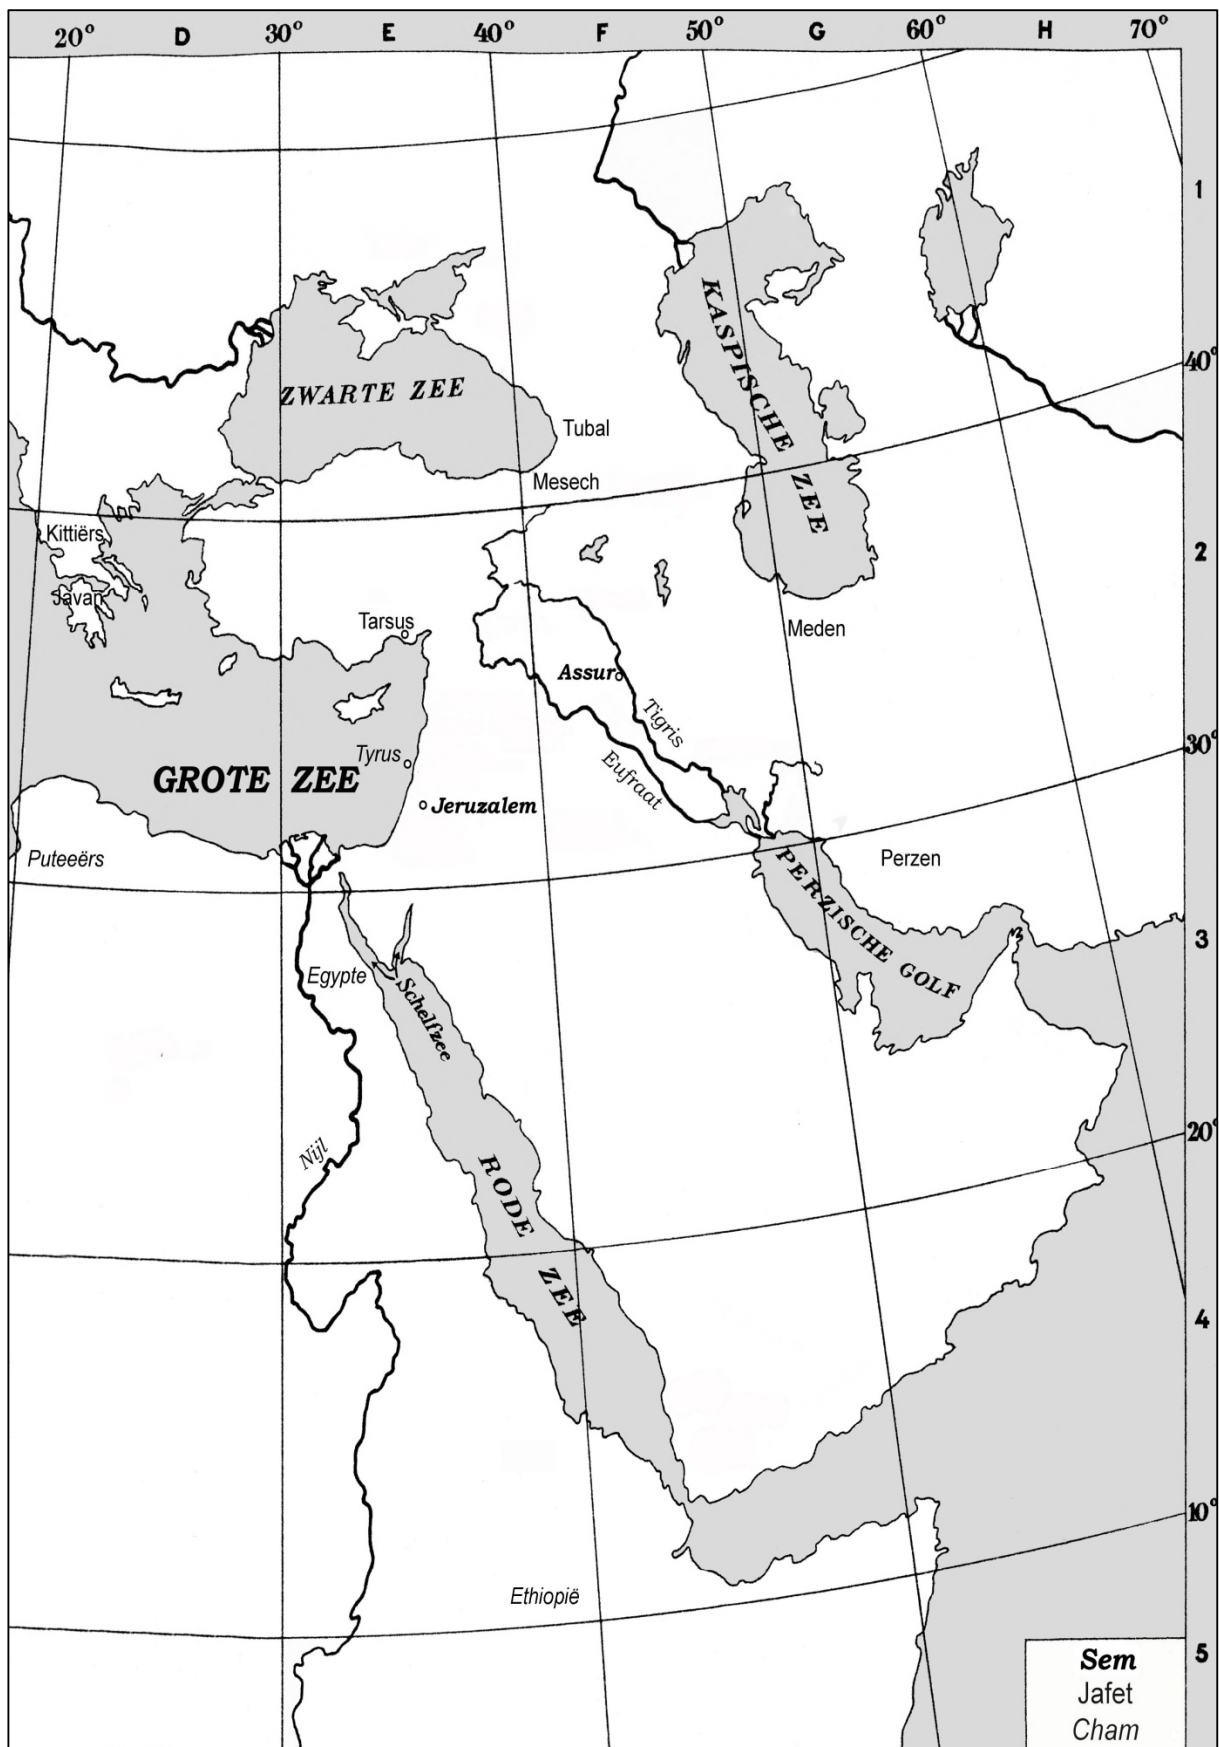 20° D 30° E 40° F 50° G 60° H 70°
1
KASPISCHE ZEE
40°
ZWARTE ZEE
Tubal
Mesech
Kittiërs
2
Javan
Tarsus
Meden
Assur
Tigris
30°
Tyrus
GROTE ZEE
Eufraat
Jeruzalem
Puteeërs
Perzen
PERZISCHE GOLF
3
Egypte
Schelfzee
20°
Nijl
RODE ZEE
4
10°
Ethiopië
5
Sem
Jafet
Cham